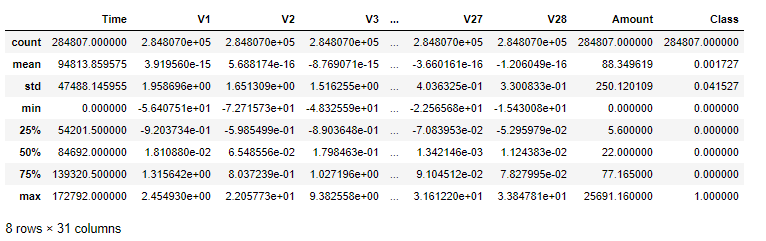 Time V1 V2 V3 ... V27 V28 Amount Class
count 284807.000000 2.848070e+05 2.848070e+05 2.848070e+05 ... 2.848070e+05 2.848070e+05 284807.000000 284807.000000
mean 94813.859575 3.919560e-15 5.688174e-16 -8.769071e-15 ... -3.660161e-16 -1.206049e-16 88.349619 0.001727
std 47488.145955 1.958696e+00 1.651309e+00 1.516255e+00 ... 4.036325e-01 3.300833e-01 250.120109 0.041527
min 0.000000 -5.640751e+01 -7.271573e+01 -4.832559e+01 ... -2.256568e+01 -1.543008e+01 0.000000 0.000000
25% 54201.500000 -9.203734e-01 -5.985499e-01 -8.903648e-01 ... -7.083953e-02 -5.295979e-02 5.600000 0.000000
50% 84692.000000 1.810880e-02 6.548556e-02 1.798463e-01 ... 1.342146e-03 1.124383e-02 22.000000 0.000000
75% 139320.500000 1.315642e+00 8.037239e-01 1.027196e+00 ... 9.104512e-02 7.827995e-02 77.165000 0.000000
max 172792.000000 2.454930e+00 2.205773e+01 9.382558e+00 ... 3.161220e+01 3.384781e+01 25691.160000 1.000000
8 rows × 31 columns